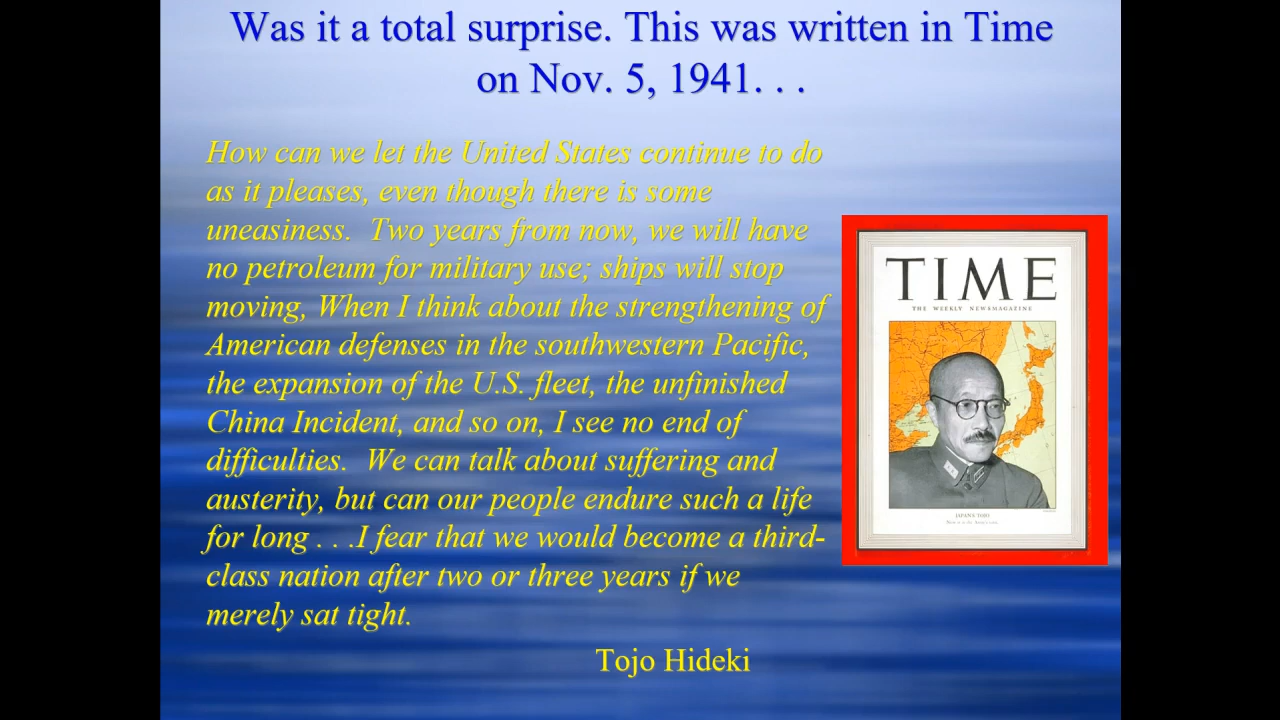 Was it a total surprise. This was written in Time
on Nov. 5, 1941. . .
How can we let the United States continue to do
as it pleases, even though there is some
uneasiness.  Two years from now, we will have
no petroleum for military use; ships will stop
moving, When I think about the strengthening of
American defenses in the southwestern Pacific,
the expansion of the U.S. fleet, the unfinished
China Incident, and so on, I see no end of
difficulties.  We can talk about suffering and
austerity, but can our people endure such a life
for long . . .I fear that we would become a third-
class nation after two or three years if we
merely sat tight.
Tojo Hideki
TIME
THE WEEKLY NEWSMAGAZINE
JAPAN'S TOJO